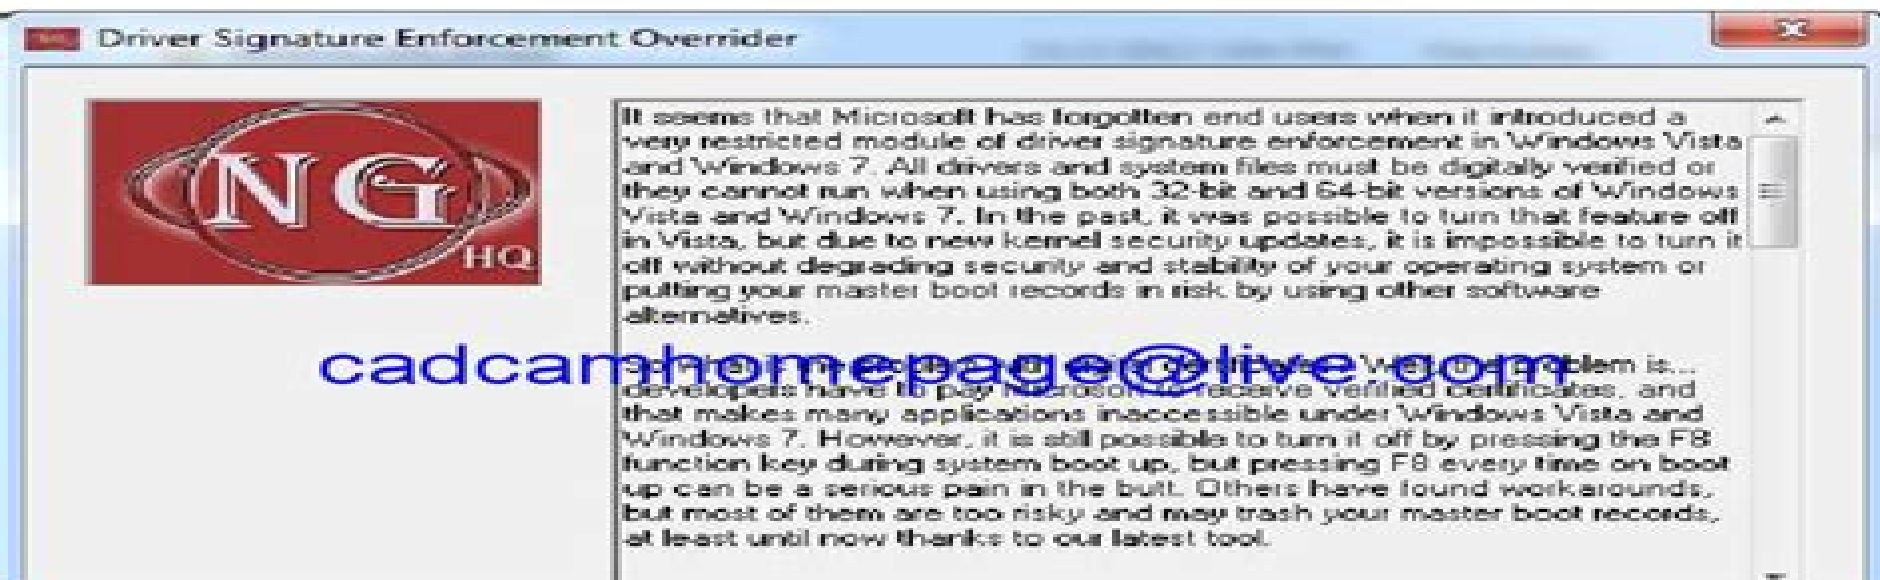 Driver Signature Enforcement Overrider
NG
HQ
It seems that Microsoft has forgotten end users when it introduced a
very restricted module of driver signature enforcement in Windows Vista
and Windows 7. All drivers and system files must be digitally verified or
they cannot run when using both 32-bit and 64-bit versions of Windows
Vista and Windows 7. In the past, it was possible to turn that feature off
in Vista, but due to new kernel security updates, it is impossible to turn it
off without degrading security and stability of your operating system or
putting your master boot records in risk by using other software
alternatives.
cadcamhomepage@live.com
problem is...
developers have to pay Microsoft to receive verified certificates, and
that makes many applications inaccessible under Windows Vista and
Windows 7. However, it is still possible to turn it off by pressing the F8
function key during system boot up, but pressing F8 every time on boot
up can be a serious pain in the butt. Others have found workarounds,
but most of them are too risky and may trash your master boot records,
at least until now thanks to our latest tool.